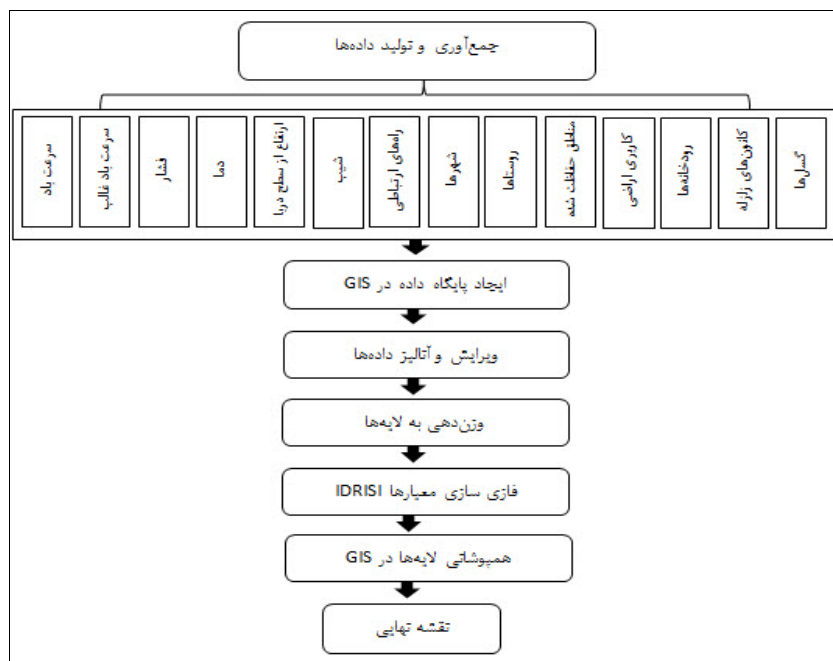 جمع‌آوری و تولید داده‌ها
گسل‌ها
کانون‌های زلزله
رودخانه‌ها
کاربری اراضی
مناطق حفاظت شده
روستاها
شهرها
راه‌های ارتباطی
شیب
ارتفاع از سطح دریا
دما
فشار
سرعت باد غالب
سرعت باد
ایجاد پایگاه داده در GIS
ویرایش و آنالیز داده‌ها
وزن‌دهی به لایه‌ها
فازی سازی معیارها IDRISI
همپوشانی لایه‌ها در GIS
نقشه نهایی